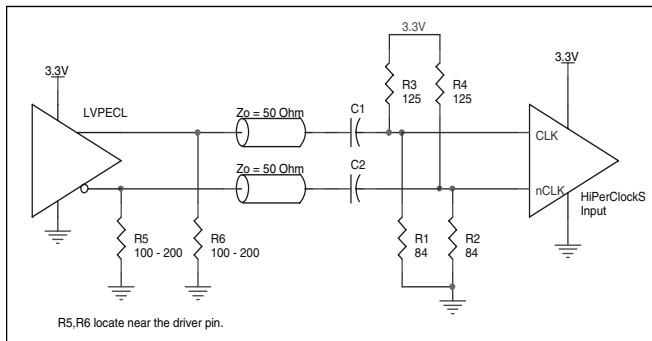 3.3V
3.3V
3.3V
R3
125
R4
125
LVPECL
Zo = 50 Ohm
C1
CLK
Zo = 50 Ohm
C2
nCLK
HiPerClockS
Input
R5
100 - 200
R6
100 - 200
R1
84
R2
84
R5,R6 locate near the driver pin.